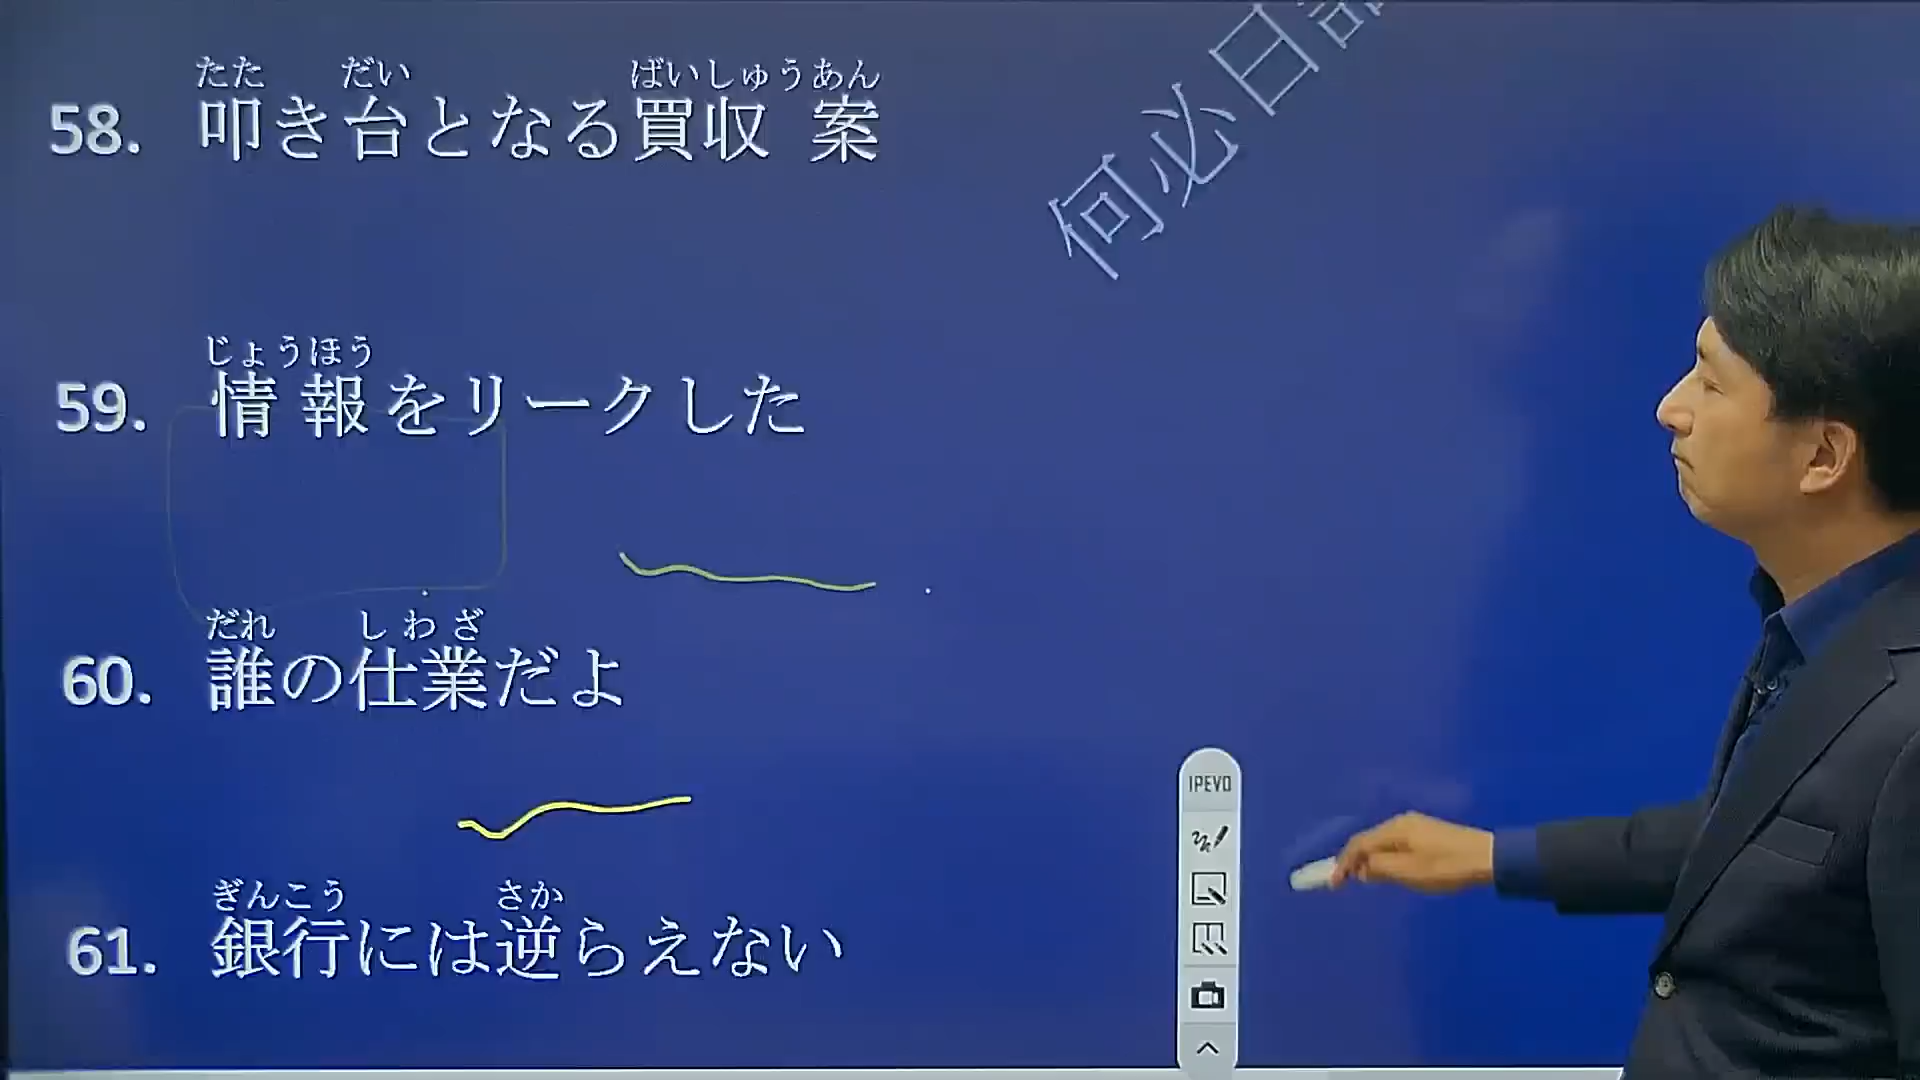 たた だい ばいしゅうあん
58. 叩き台となる買収 案
何必日語
じょうほう
59. 情報をリークした
だれ しわざ
60. 誰の仕業だよ
IPEVO
ぎんこう さか
61. 銀行には逆らえない